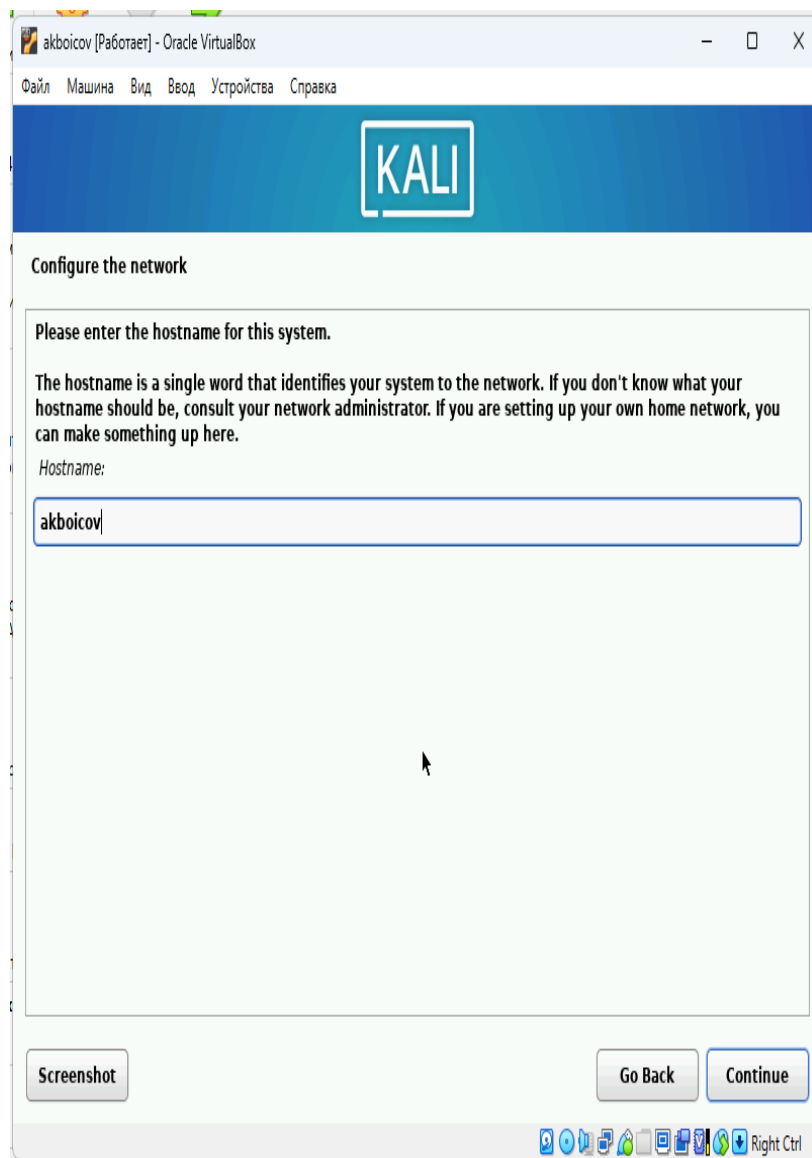 akboicov [Работает] - Oracle VirtualBox
Файл Машина Вид Ввод Устройства Справка
KALI
Configure the network
Please enter the hostname for this system.
The hostname is a single word that identifies your system to the network. If you don't know what your
hostname should be, consult your network administrator. If you are setting up your own home network, you
can make something up here.
Hostname:
akboicov
Screenshot
Go Back
Continue
Right Ctrl